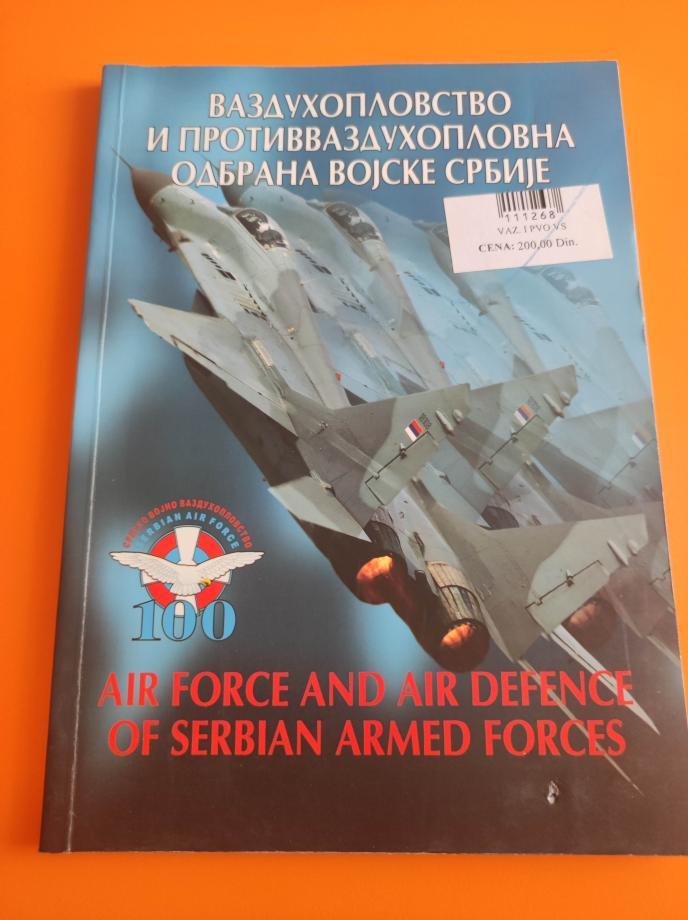 ВАЗДУХОПЛОВСТВО
И ПРОТИВВАЗДУХОПЛОВНА
ОДБРАНА ВОЈСКЕ СРБИЈЕ
111268
VAZ. I PVO VS
CENA: 200,00 Din.
СРПСКО ВОЈНО ВАЗДУХОПЛОВСТВО
SERBIAN AIR FORCE
100
AIR FORCE AND AIR DEFENCE
OF SERBIAN ARMED FORCES